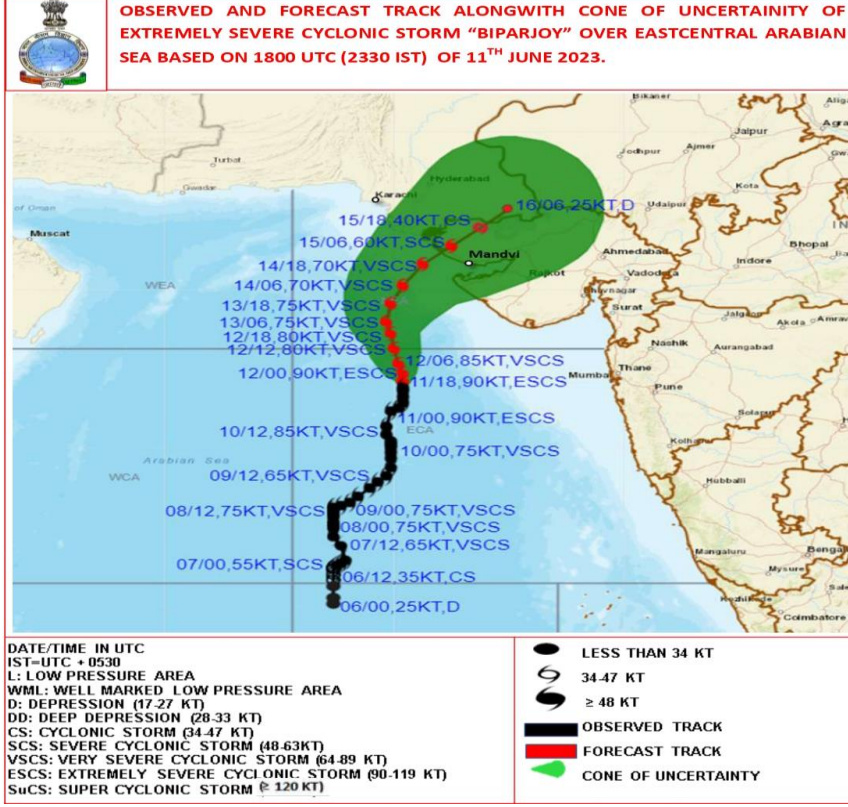 OBSERVED AND FORECAST TRACK ALONGWITH CONE OF UNCERTAINITY OF
EXTREMELY SEVERE CYCLONIC STORM “BIPARJOY” OVER EASTCENTRAL ARABIAN
SEA BASED ON 1800 UTC (2330 IST) OF 11TH JUNE 2023.
Bikaner
Jaipur
Agra
Jodhpur
Ajmer
Turbat
Gwadar
Karachi
Hyderabad
Kota
16/06,25KT,D
Udaipur
15/18,40KT,CS
of Oman
Muscat
15/06,60KT,SCS
Mandvi
Ahmedabad
Bhopal
14/18,70KT,VSCS
Rajkot
Indore
Vadodara
WEA
14/06,70KT,VSCS
Bhavnagar
13/18,75KT,VSCS
Surat
Jalgaon
13/06,75KT,VSCS
Akola
12/18,80KT,VSCS
Nashik
Aurangabad
12/12,80KT,VSCS
12/06,85KT,VSCS
Thane
12/00,90KT,ESCS
Mumbai
11/18,90KT,ESCS
Pune
11/00,90KT,ESCS
Solapur
10/12,85KT,VSCS
ECA
10/00,75KT,VSCS
Arabian Sea
WCA
09/12,65KT,VSCS
Hubballi
08/12,75KT,VSCS
09/00,75KT,VSCS
08/00,75KT,VSCS
07/12,65KT,VSCS
Mangaluru
07/00,55KT,SCS
Mysuru
06/12,35KT,CS
06/00,25KT,D
Kozhikode
Coimbatore
DATE/TIME IN UTC
IST=UTC + 0530
L: LOW PRESSURE AREA
WML: WELL MARKED LOW PRESSURE AREA
D: DEPRESSION (17-27 KT)
DD: DEEP DEPRESSION (28-33 KT)
CS: CYCLONIC STORM (34-47 KT)
SCS: SEVERE CYCLONIC STORM (48-63KT)
VSCS: VERY SEVERE CYCLONIC STORM (64-89 KT)
ESCS: EXTREMELY SEVERE CYCLONIC STORM (90-119 KT)
SuCS: SUPER CYCLONIC STORM (≥ 120 KT)
LESS THAN 34 KT
34-47 KT
≥ 48 KT
OBSERVED TRACK
FORECAST TRACK
CONE OF UNCERTAINTY